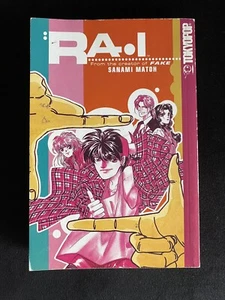 RA•I
From the creator of FAKE
SANAMI MATOH
TOKYOPOP